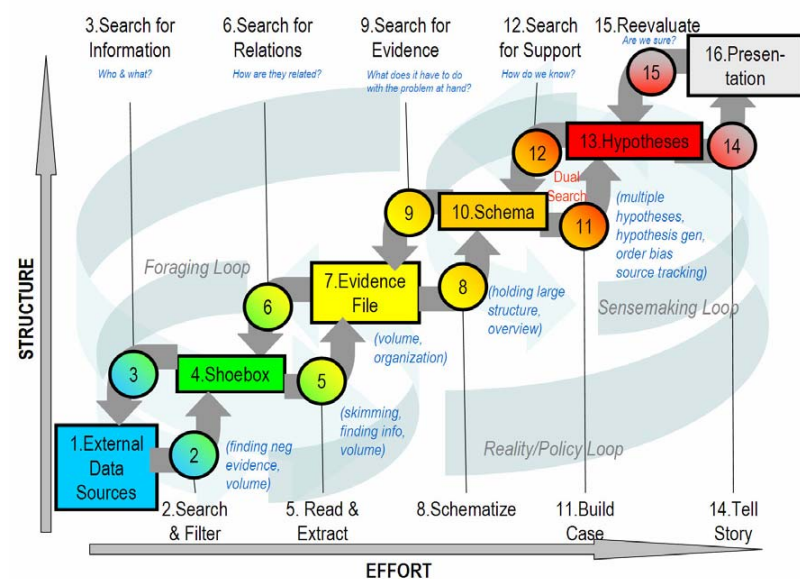 3.Search for
Information
Who & what?
6.Search for
Relations
How are they related?
9.Search for
Evidence
What does it have to do
with the problem at hand?
12.Search
for Support
How do we know?
15.Reevaluate
Are we sure?
16.Presen-
tation
15
14
13.Hypotheses
12
Dual
Search
11
(multiple
hypotheses,
hypothesis gen,
order bias
source tracking)
10.Schema
9
8
(holding large
structure,
overview)
7.Evidence
File
(volume,
organization)
6
5
(skimming,
finding info,
volume)
4.Shoebox
3
2
(finding neg
evidence,
volume)
1.External
Data
Sources
Foraging Loop
Sensemaking Loop
Reality/Policy Loop
2.Search
& Filter
5. Read &
Extract
8.Schematize
11.Build
Case
14.Tell
Story
STRUCTURE
EFFORT